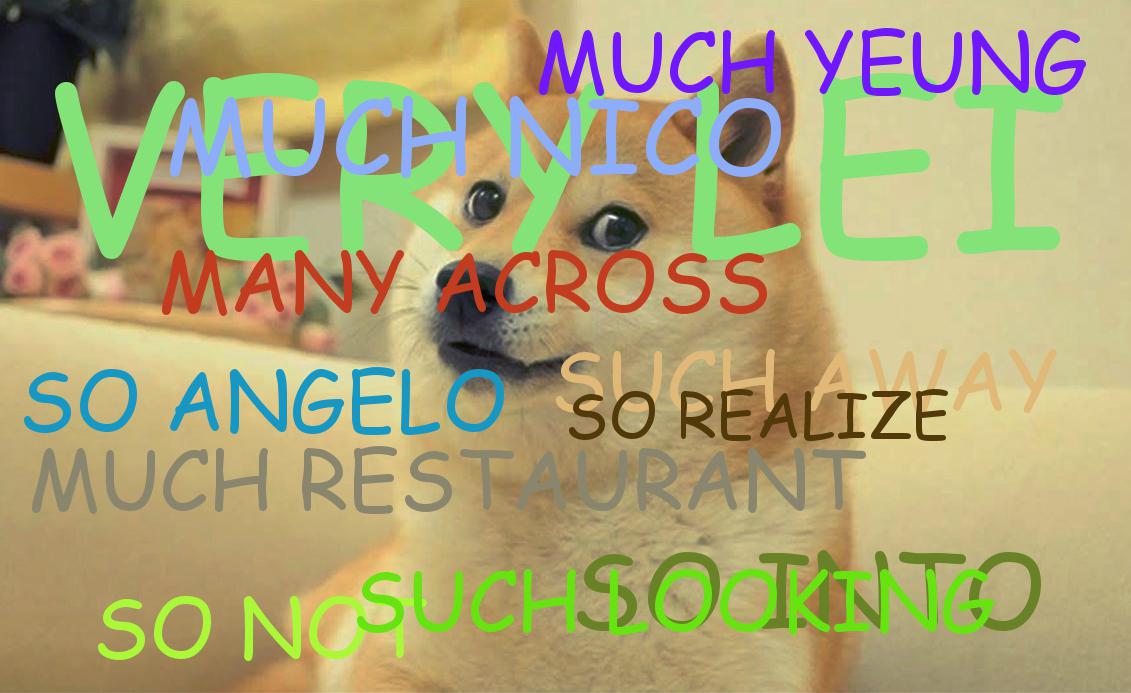 MUCH YEUNG
VERY LEI
MUCH NICO
MANY ACROSS
SUCH AWAY
SO ANGELO
SO REALIZE
MUCH RESTAURANT
SO INTO
SUCH LOOKING
SO NOT